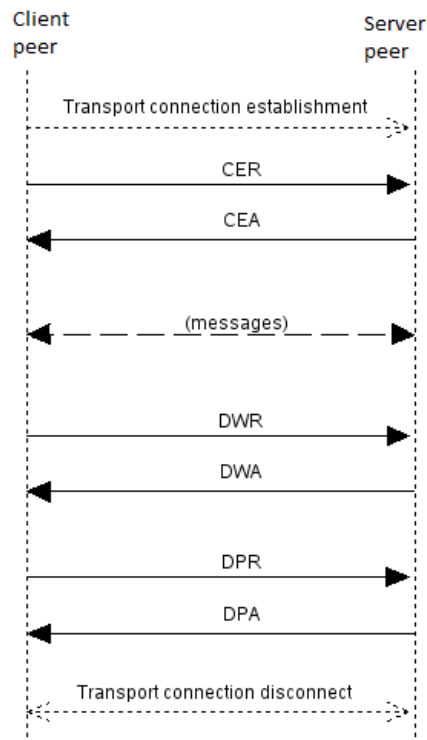 Client
peer
Server
peer
Transport connection establishment
CER
CEA
(messages)
DWR
DWA
DPR
DPA
Transport connection disconnect